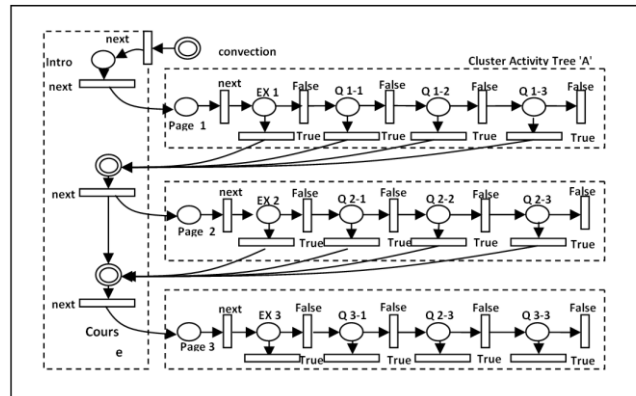 next
convection
Intro
Cluster Activity Tree 'A'
next
next
EX 1
False
Q 1-1
False
Q 1-2
False
Q 1-3
False
Page 1
True
True
True
True
next
next
EX 2
False
Q 2-1
False
Q 2-2
False
Q 2-3
False
Page 2
True
True
True
True
next
next
EX 3
False
Q 3-1
False
Q 2-3
False
Q 3-3
False
Page 3
True
True
True
True
Cours
e